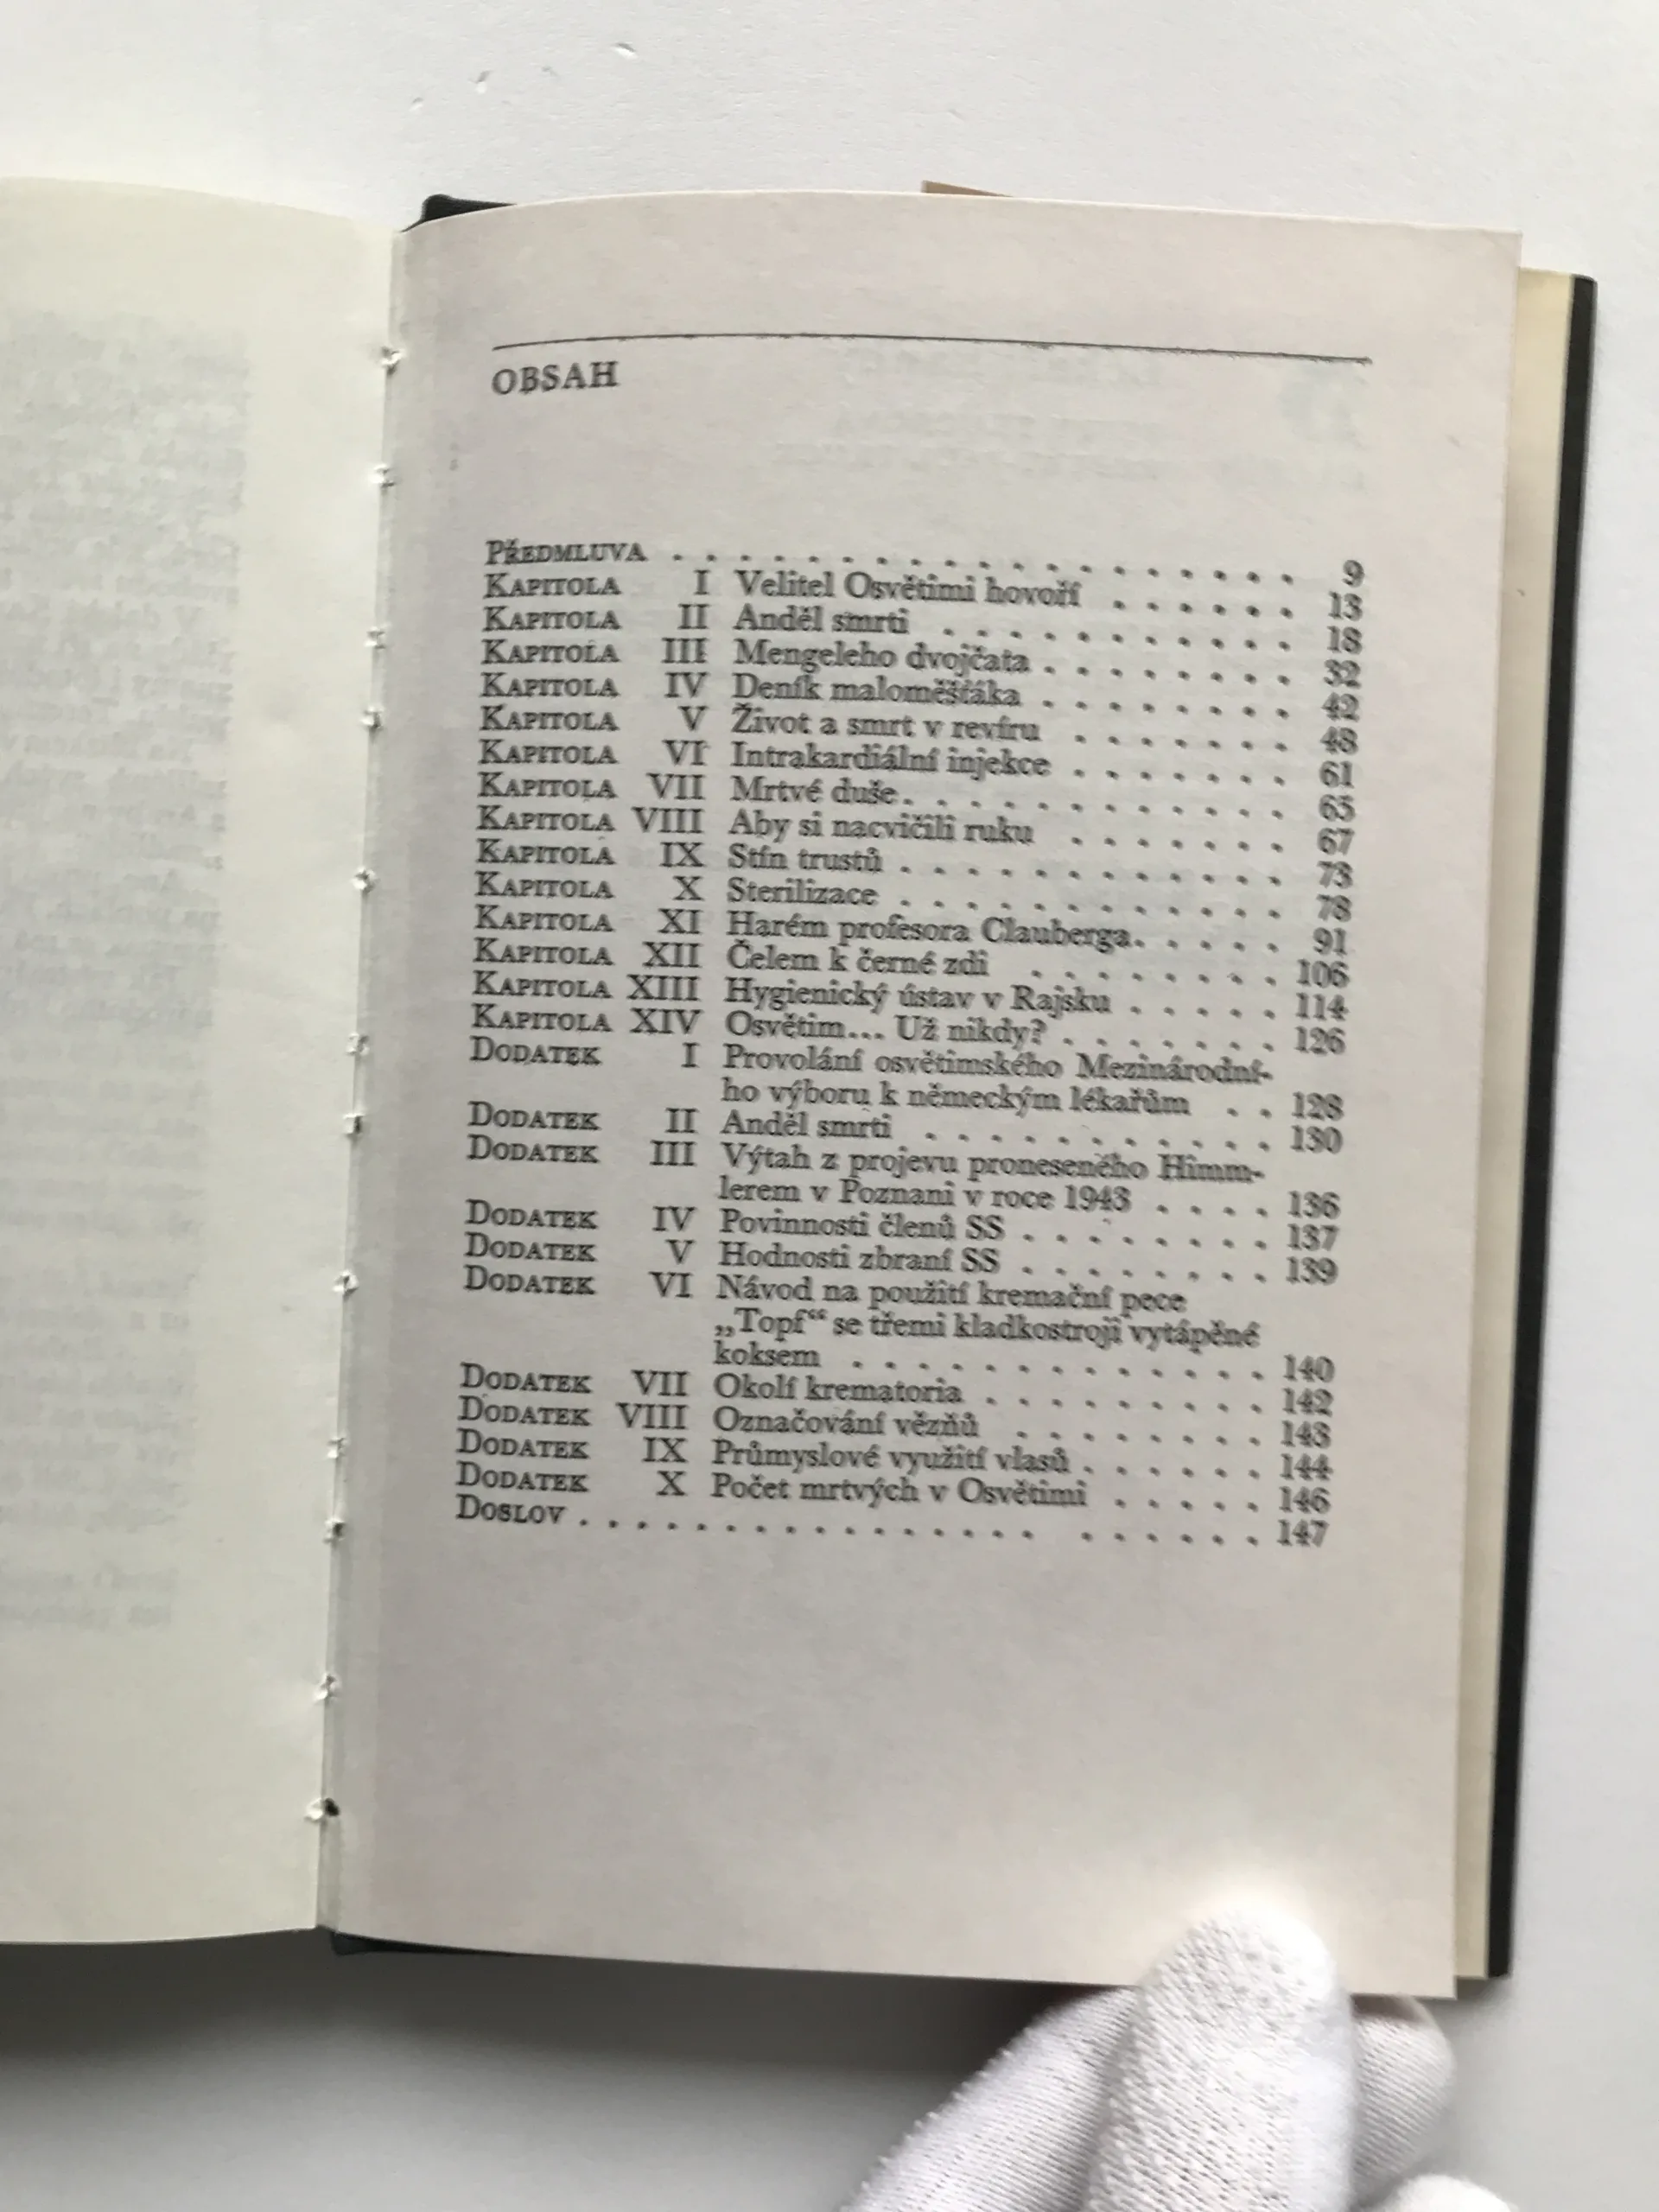 OBSAH
PŘEDMLUVA . . . . . . . . . . . . . . . . . . . 9
KAPITOLA I Velitel Osvětimi hovoří . . . . . . 13
KAPITOLA II Anděl smrti . . . . . . . . . . . 18
KAPITOLA III Mengeleho dvojčata . . . . . . . . 32
KAPITOLA IV Deník maloměšťáka . . . . . . . . 42
KAPITOLA V Život a smrt v revíru . . . . . . . 48
KAPITOLA VI Intrakardiální injekce . . . . . . . 61
KAPITOLA VII Mrtvé duše . . . . . . . . . . . . 65
KAPITOLA VIII Aby si nacvičili ruku . . . . . . . 67
KAPITOLA IX Stín trustů . . . . . . . . . . . . 73
KAPITOLA X Sterilizace . . . . . . . . . . . . 78
KAPITOLA XI Harém profesora Clauberga . . . . . 91
KAPITOLA XII Čelem k černé zdi . . . . . . . . 106
KAPITOLA XIII Hygienický ústav v Rajsku . . . . . 114
KAPITOLA XIV Osvětim... Už nikdy? . . . . . . . 126
DODATEK I Provolání osvětimského Mezinárodní-
ho výboru k německým lékařům . . 128
DODATEK II Anděl smrti . . . . . . . . . . . 130
DODATEK III Výtah z projevu proneseného Himm-
lerem v Poznani v roce 1943 . . . . 136
DODATEK IV Povinnosti členů SS . . . . . . . . 137
DODATEK V Hodnosti zbraní SS . . . . . . . . 139
DODATEK VI Návod na použití kremační pece
„Topf“ se třemi kladkostroji vytápěné
koksem . . . . . . . . . . . . . 140
DODATEK VII Okolí krematoria . . . . . . . . . 142
DODATEK VIII Označování vězňů . . . . . . . . 143
DODATEK IX Průmyslové využití vlasů . . . . . . 144
DODATEK X Počet mrtvých v Osvětimi . . . . . 146
DOSLOV . . . . . . . . . . . . . . . . . . . . . . 147